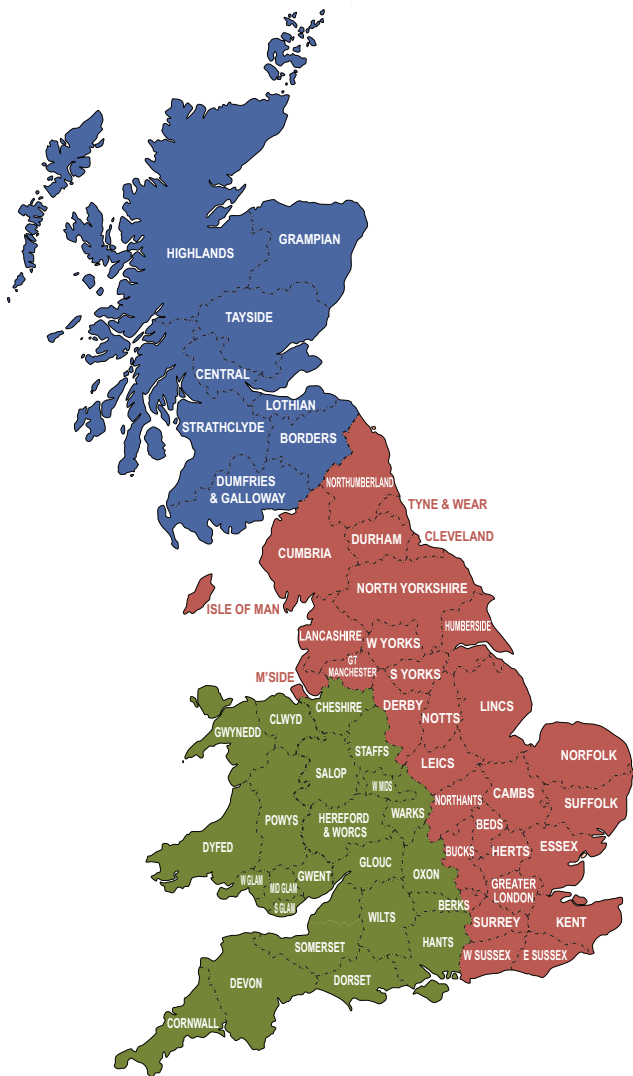 GRAMPIAN
HIGHLANDS
TAYSIDE
CENTRAL
LOTHIAN
STRATHCLYDE
BORDERS
DUMFRIES
& GALLOWAY
NORTHUMBERLAND
TYNE & WEAR
CLEVELAND
DURHAM
CUMBRIA
NORTH YORKSHIRE
ISLE OF MAN
HUMBERSIDE
LANCASHIRE
W YORKS
GT
MANCHESTER
S YORKS
M'SIDE
DERBY
NOTTS
LINCS
CHESHIRE
CLWYD
GWYNEDD
STAFFS
NORFOLK
LEICS
SALOP
W MIDS
CAMBS
NORTHANTS
SUFFOLK
WARKS
HEREFORD
& WORCS
POWYS
BEDS
DYFED
BUCKS
HERTS
ESSEX
GLOUC
OXON
GWENT
W GLAM
MID GLAM
S GLAM
GREATER
LONDON
BERKS
WILTS
SURREY
KENT
SOMERSET
HANTS
W SUSSEX
E SUSSEX
DEVON
DORSET
CORNWALL